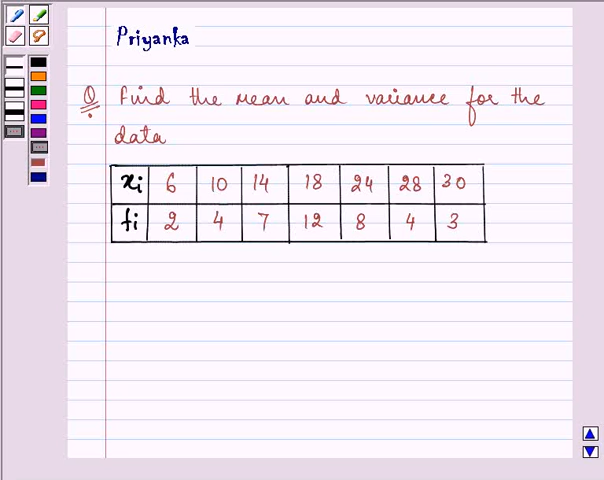 Priyanka
Q Find the mean and variance for the
data
xi 6 10 14 18 24 28 30
fi 2 4 7 12 8 4 3